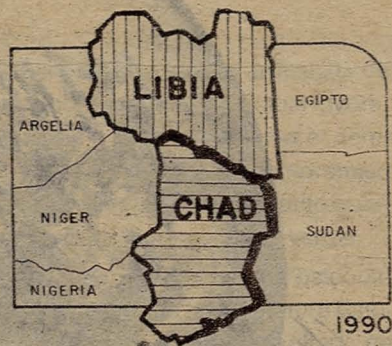 LIBIA
EGIPTO
ARGELIA
CHAD
NIGER
SUDAN
NIGERIA
1990